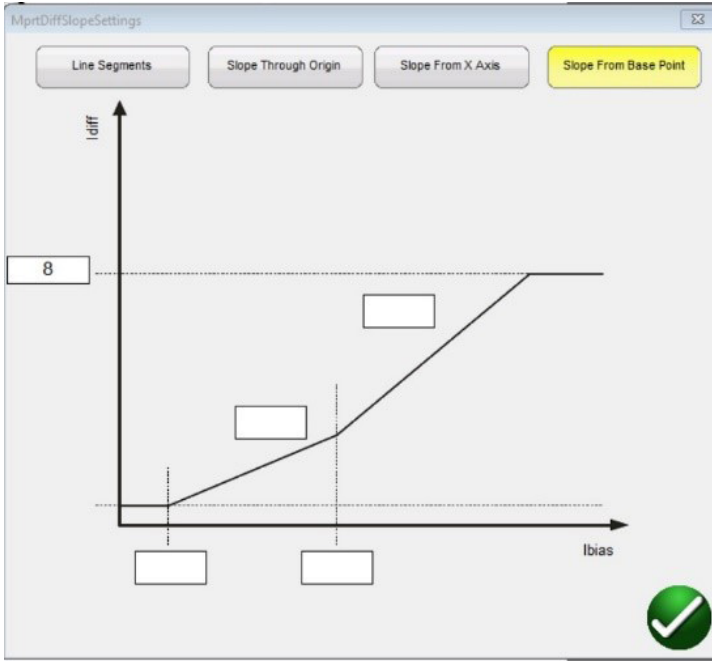 MprtDiffSlopeSettings
Line Segments
Slope Through Origin
Slope From X Axis
Slope From Base Point
Idiff
8
Ibias